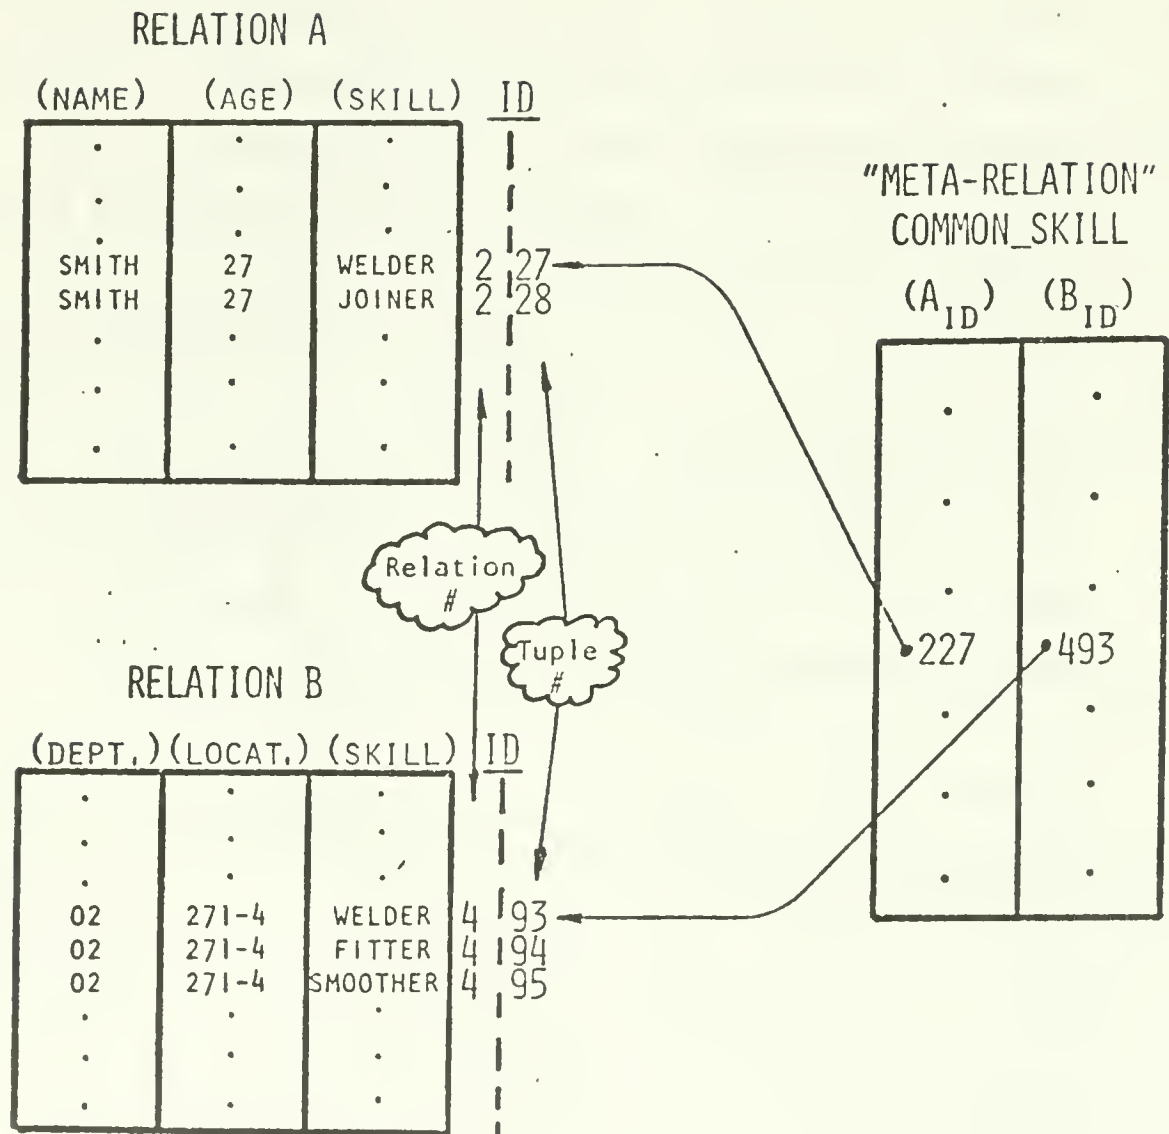 RELATION A
(NAME) (AGE) (SKILL) ID
SMITH 27 WELDER 2 27
SMITH 27 JOINER 2 28
"META-RELATION"
COMMON_SKILL
(A ID) (B ID)
227 493
Relation
#
Tuple
#
RELATION B
(DEPT.) (LOCAT.) (SKILL) ID
02 271-4 WELDER 4 93
02 271-4 FITTER 4 94
02 271-4 SMOOTHER 4 95